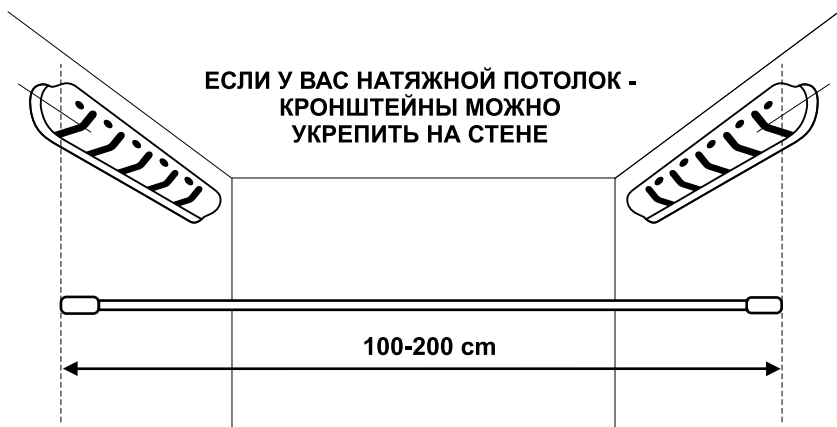 ЕСЛИ У ВАС НАТЯЖНОЙ ПОТОЛОК -
КРОНШТЕЙНЫ МОЖНО
УКРЕПИТЬ НА СТЕНЕ
100-200 cm